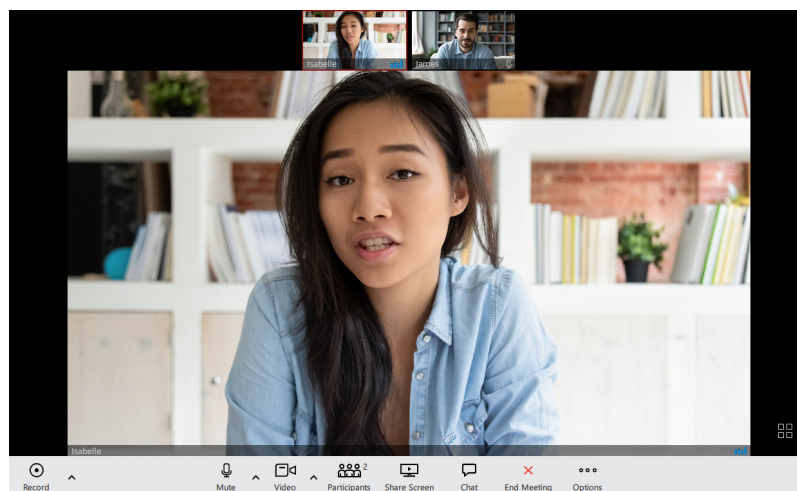 Isabelle
James
Isabelle
Record
Mute
Video
Participants
2
Share Screen
Chat
End Meeting
Options